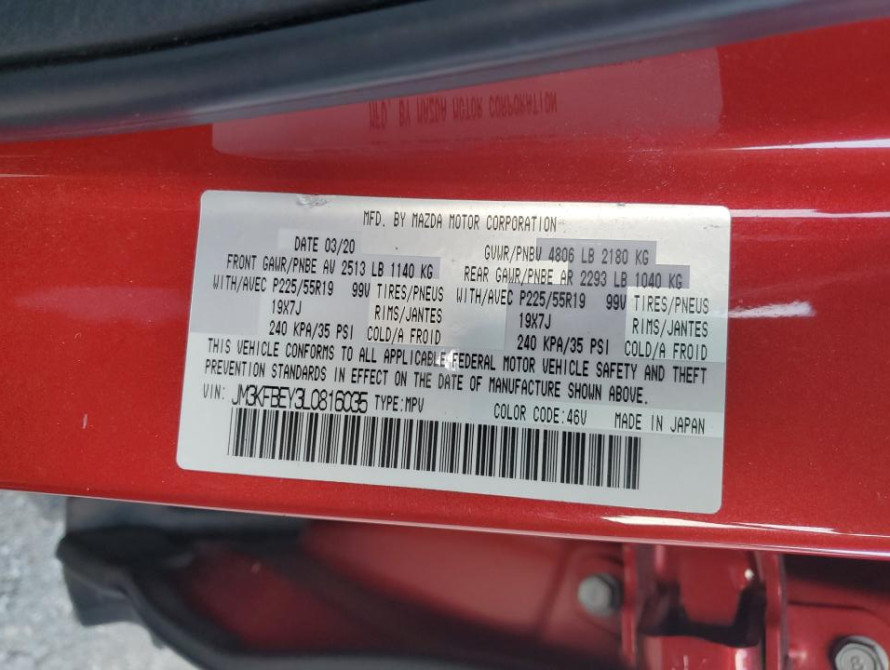 MFD. BY MAZDA MOTOR CORPORATION
MFD. BY MAZDA MOTOR CORPORATION
DATE 03/20 GVWR/PNBV 4806 LB 2180 KG
FRONT GAWR/PNBE AV 2513 LB 1140 KG REAR GAWR/PNBE AR 2293 LB 1040 KG
WITH/AVEC P225/55R19 99V TIRES/PNEUS WITH/AVEC P225/55R19 99V TIRES/PNEUS
19X7J RIMS/JANTES 19X7J RIMS/JANTES
240 KPA/35 PSI COLD/A FROID 240 KPA/35 PSI COLD/A FROID
THIS VEHICLE CONFORMS TO ALL APPLICABLE FEDERAL MOTOR VEHICLE SAFETY AND THEFT
PREVENTION STANDARDS IN EFFECT ON THE DATE OF MANUFACTURE SHOWN ABOVE.
VIN: JM3KFBEY3L0816035 TYPE:MPV COLOR CODE:46V MADE IN JAPAN